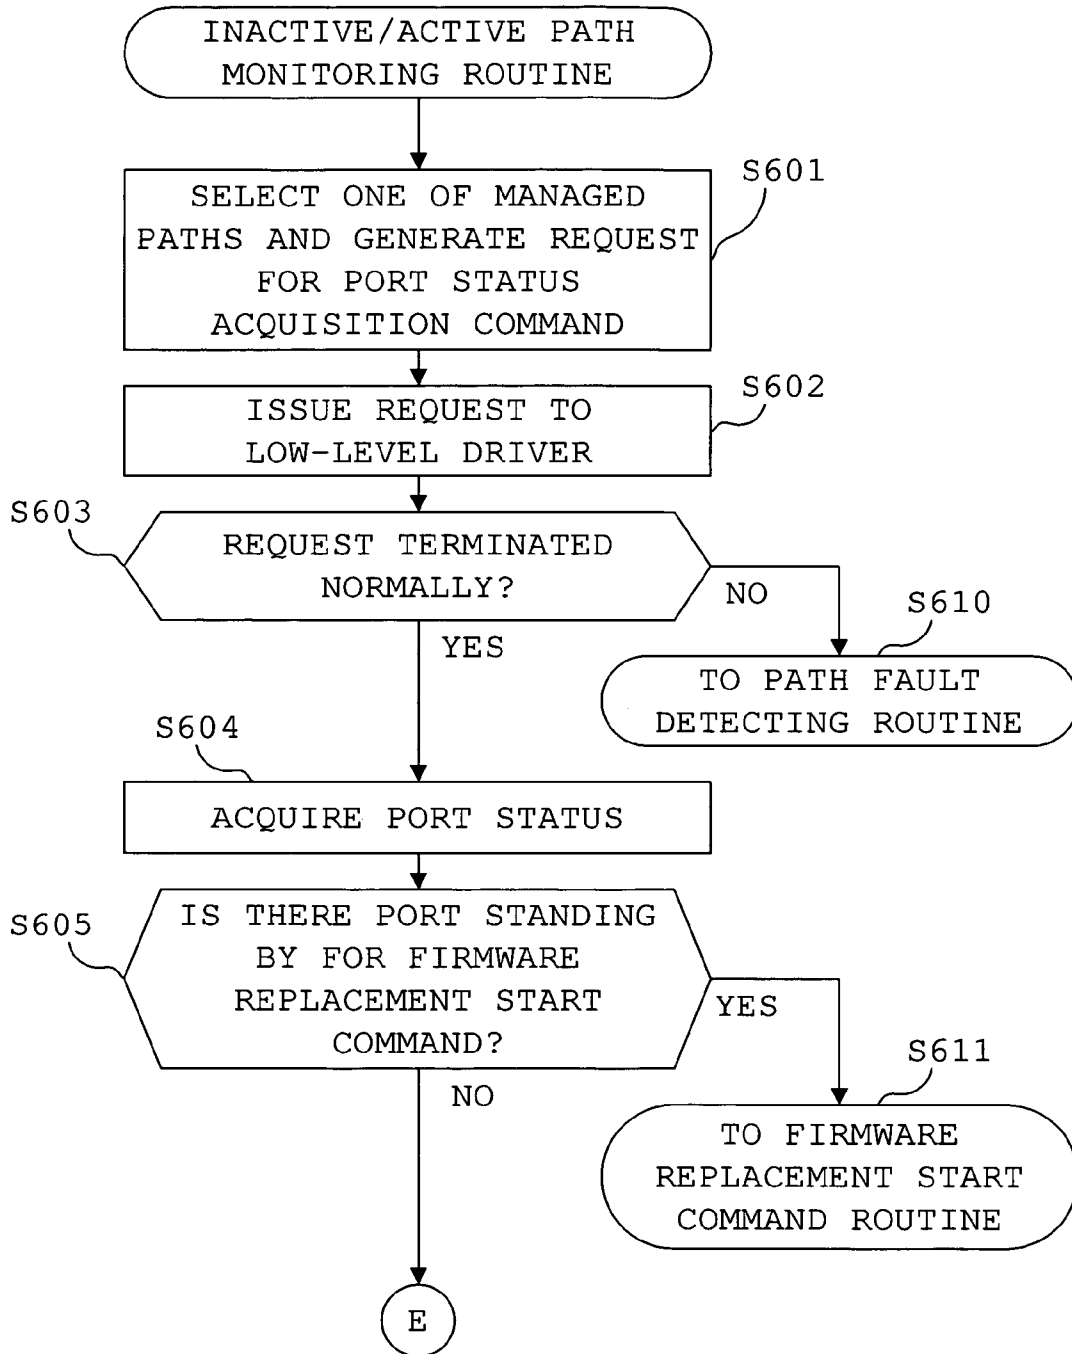 INACTIVE/ACTIVE PATH
MONITORING ROUTINE
S601
SELECT ONE OF MANAGED
PATHS AND GENERATE REQUEST
FOR PORT STATUS
ACQUISITION COMMAND
S602
ISSUE REQUEST TO
LOW-LEVEL DRIVER
S603
REQUEST TERMINATED
NORMALLY?
NO
YES
S610
TO PATH FAULT
DETECTING ROUTINE
S604
ACQUIRE PORT STATUS
S605
IS THERE PORT STANDING
BY FOR FIRMWARE
REPLACEMENT START
COMMAND?
YES
NO
S611
TO FIRMWARE
REPLACEMENT START
COMMAND ROUTINE
E